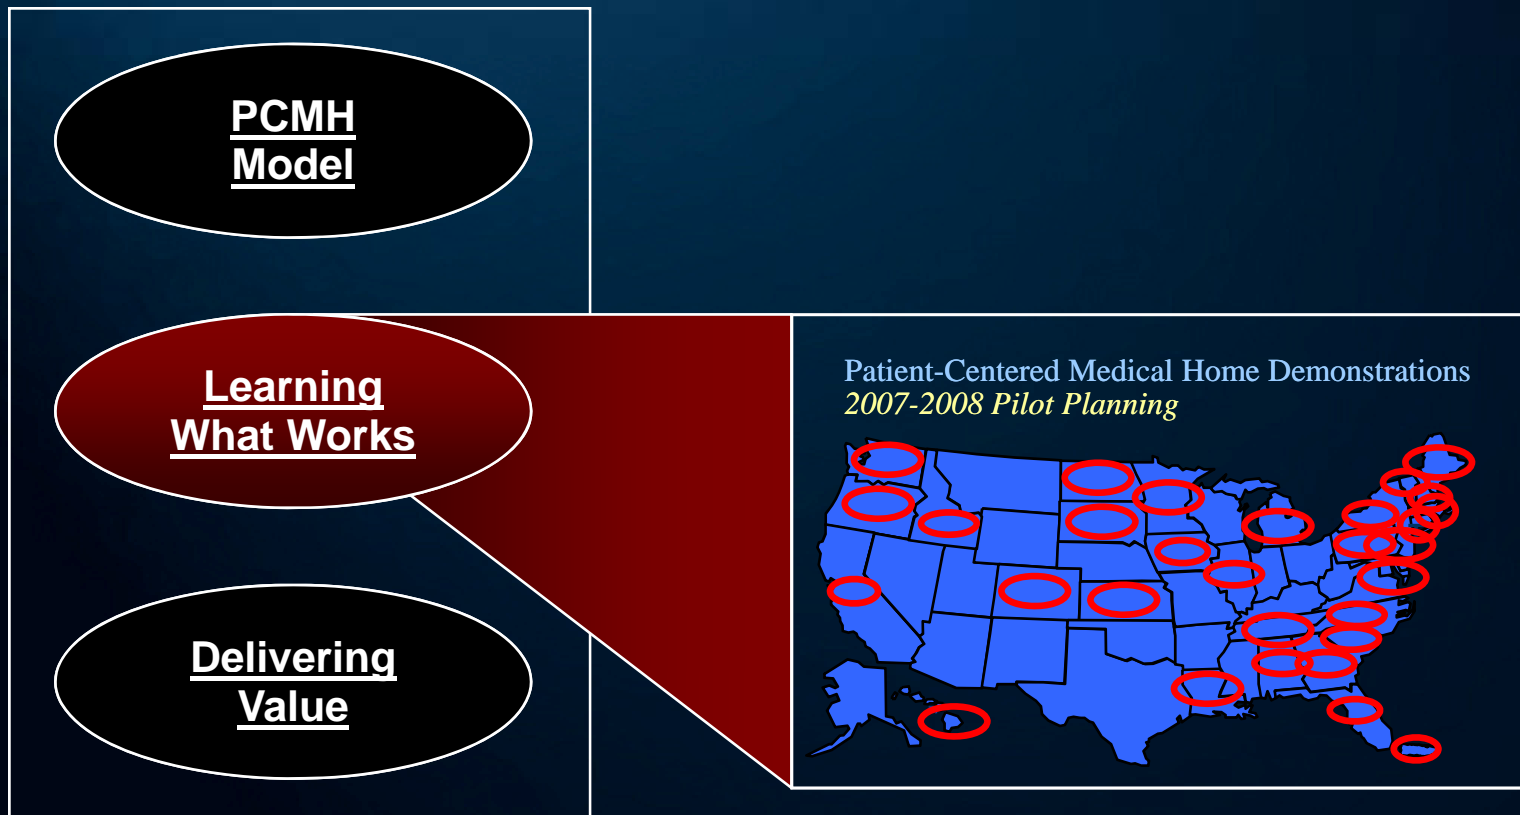 PCMH
Model
Learning
What Works
Delivering
Value
Patient-Centered Medical Home Demonstrations
2007-2008 Pilot Planning